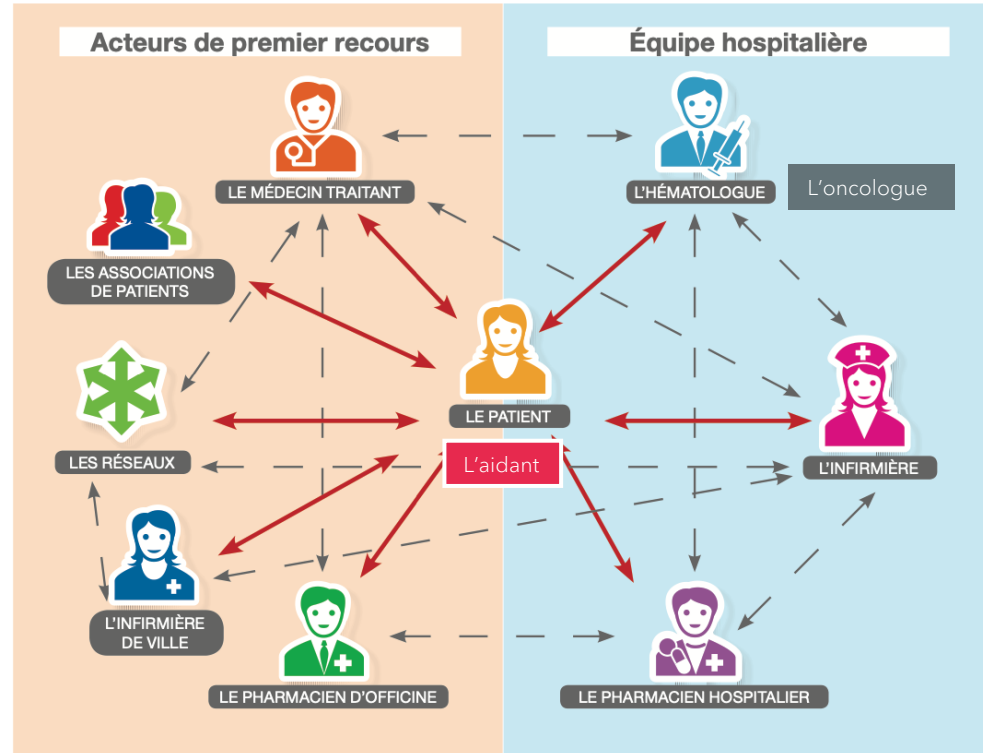 Acteurs de premier recours
Équipe hospitalière
LE MÉDECIN TRAITANT
L'HÉMATOLOGUE
L'oncologue
LES ASSOCIATIONS
DE PATIENTS
LE PATIENT
LES RÉSEAUX
L'aidant
L'INFIRMIÈRE
L'INFIRMIÈRE
DE VILLE
LE PHARMACIEN D'OFFICINE
LE PHARMACIEN HOSPITALIER